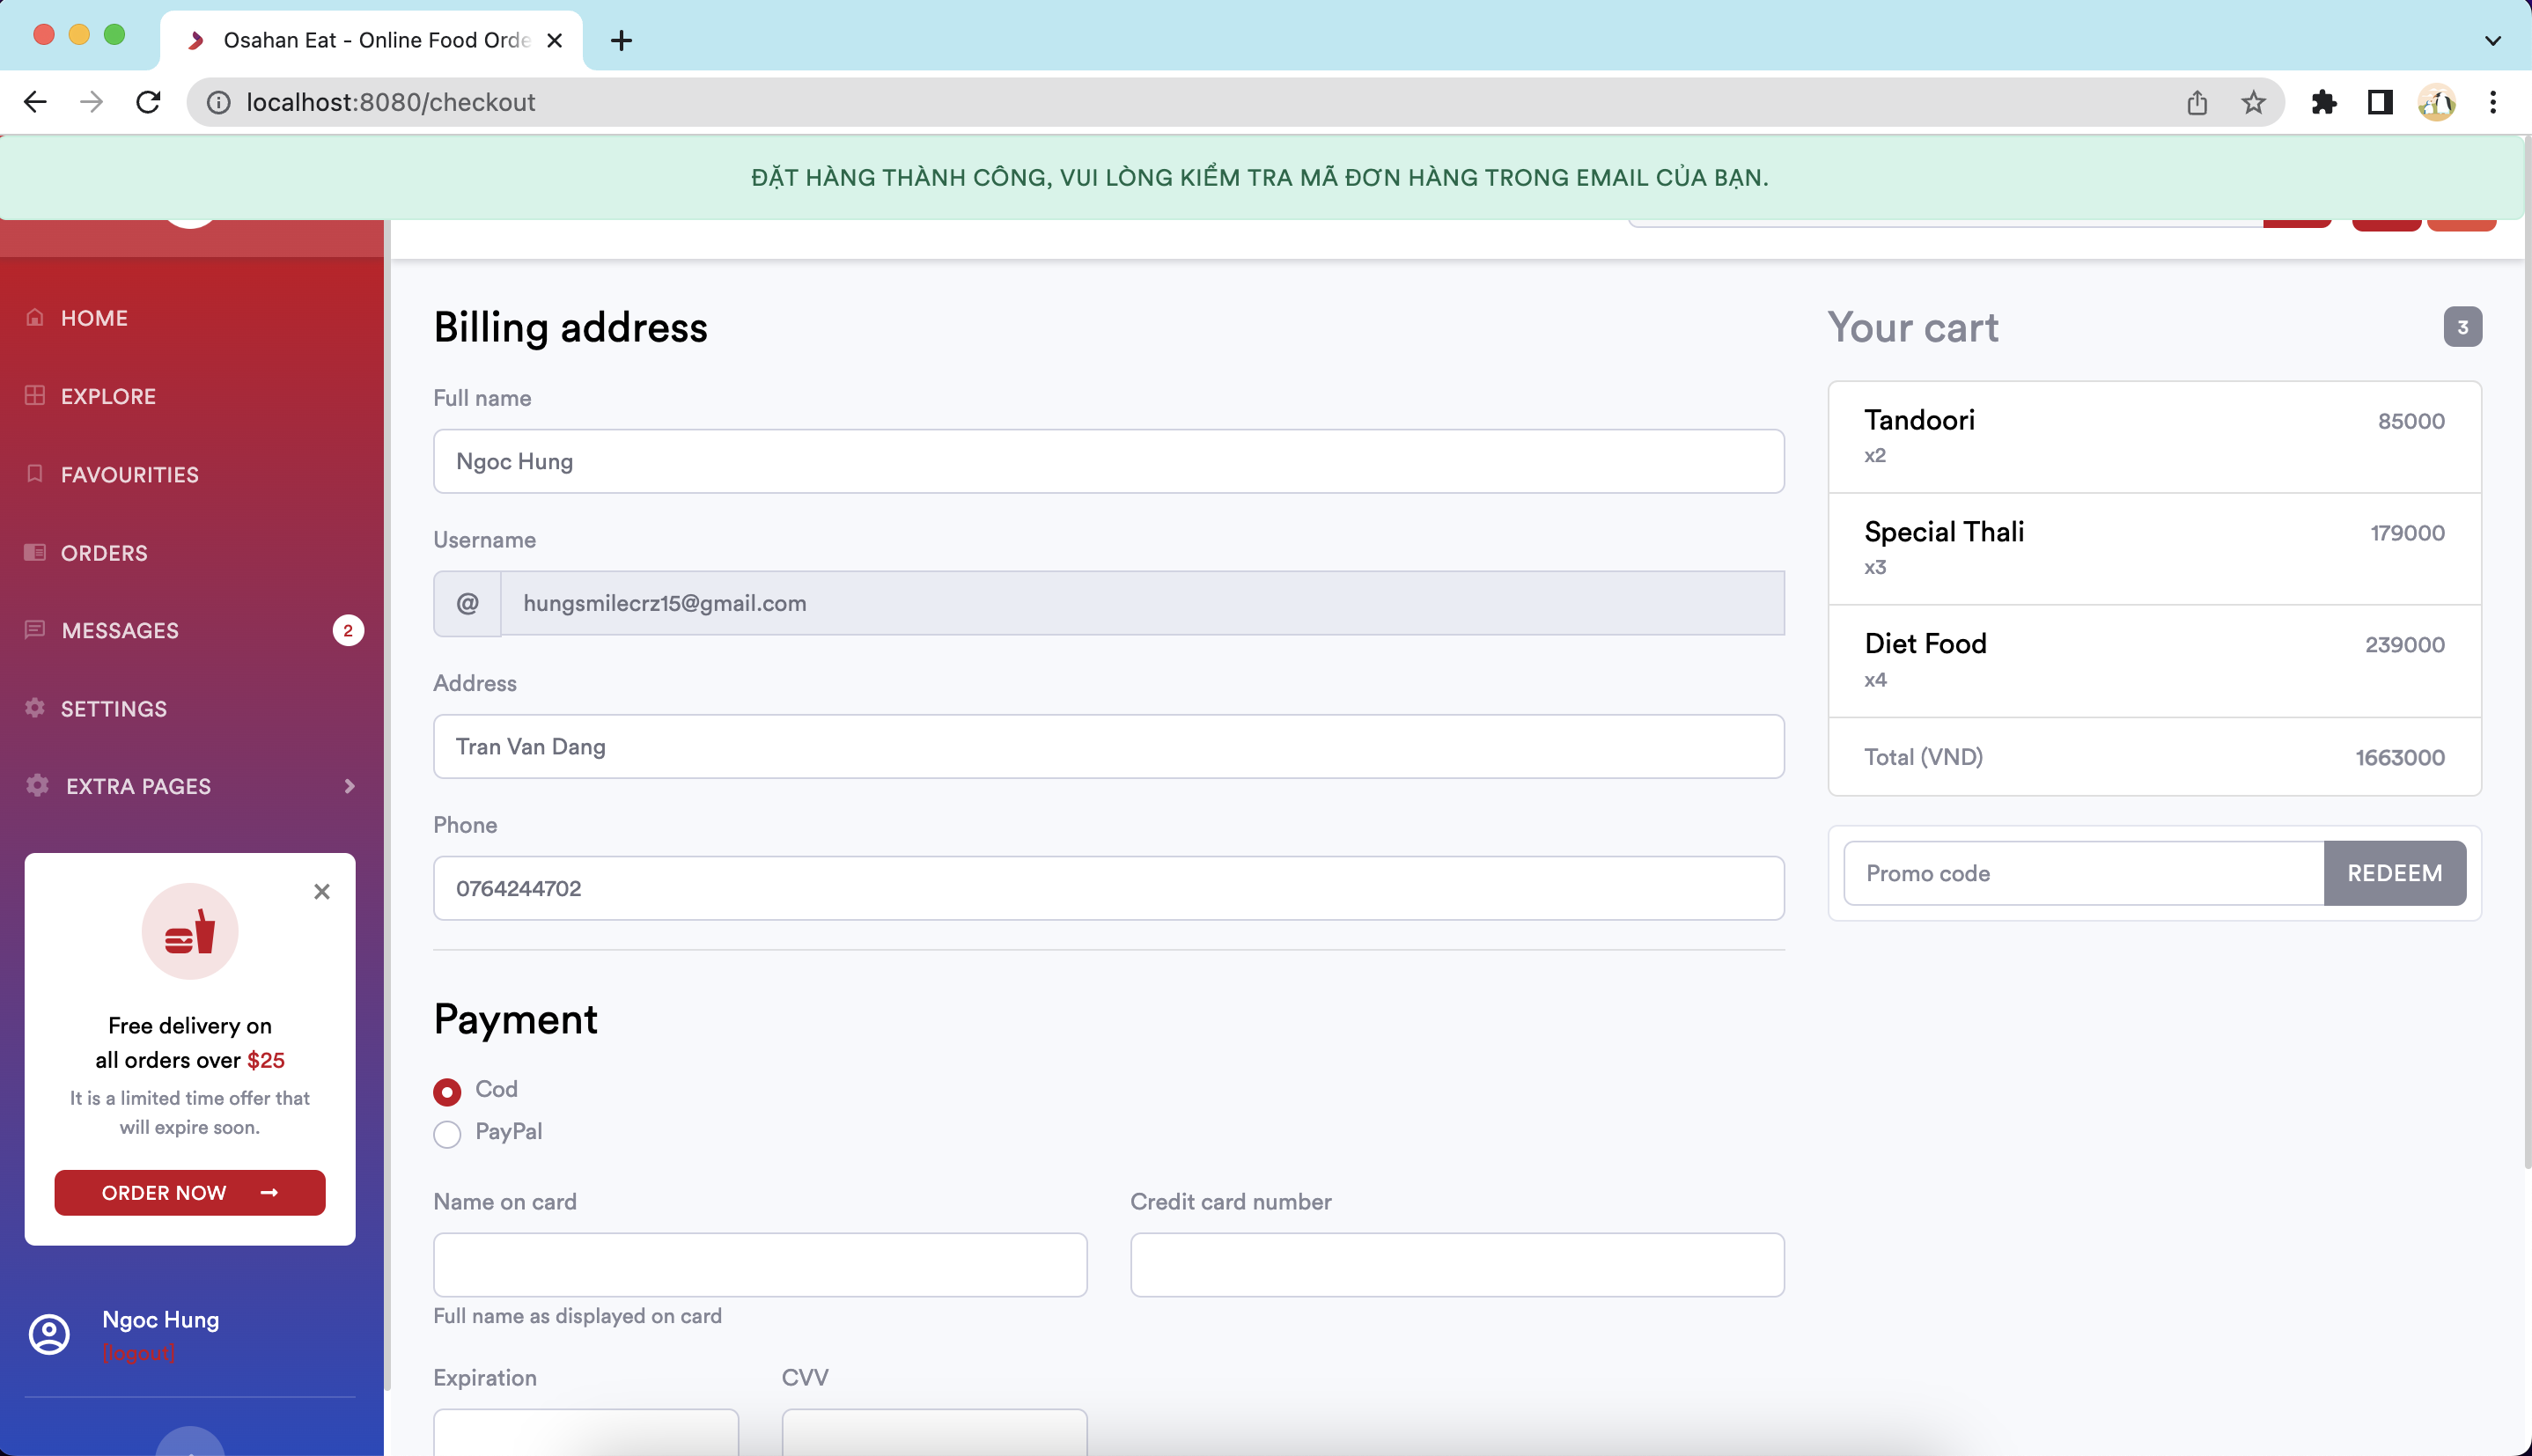 Osahan Eat - Online Food Orde
localhost:8080/checkout
ĐẶT HÀNG THÀNH CÔNG, VUI LÒNG KIỂM TRA MÃ ĐƠN HÀNG TRONG EMAIL CỦA BẠN.
HOME
EXPLORE
FAVOURITIES
ORDERS
MESSAGES
2
SETTINGS
EXTRA PAGES
Free delivery on
all orders over $25
It is a limited time offer that
will expire soon.
ORDER NOW
Ngoc Hung
[logout]
Billing address
Full name
Ngoc Hung
Username
@
hungsmilecrz15@gmail.com
Address
Tran Van Dang
Phone
0764244702
Payment
Cod
PayPal
Name on card
Credit card number
Full name as displayed on card
Expiration
CVV
Your cart
3
Tandoori
85000
x2
Special Thali
179000
x3
Diet Food
239000
x4
Total (VND)
1663000
Promo code
REDEEM